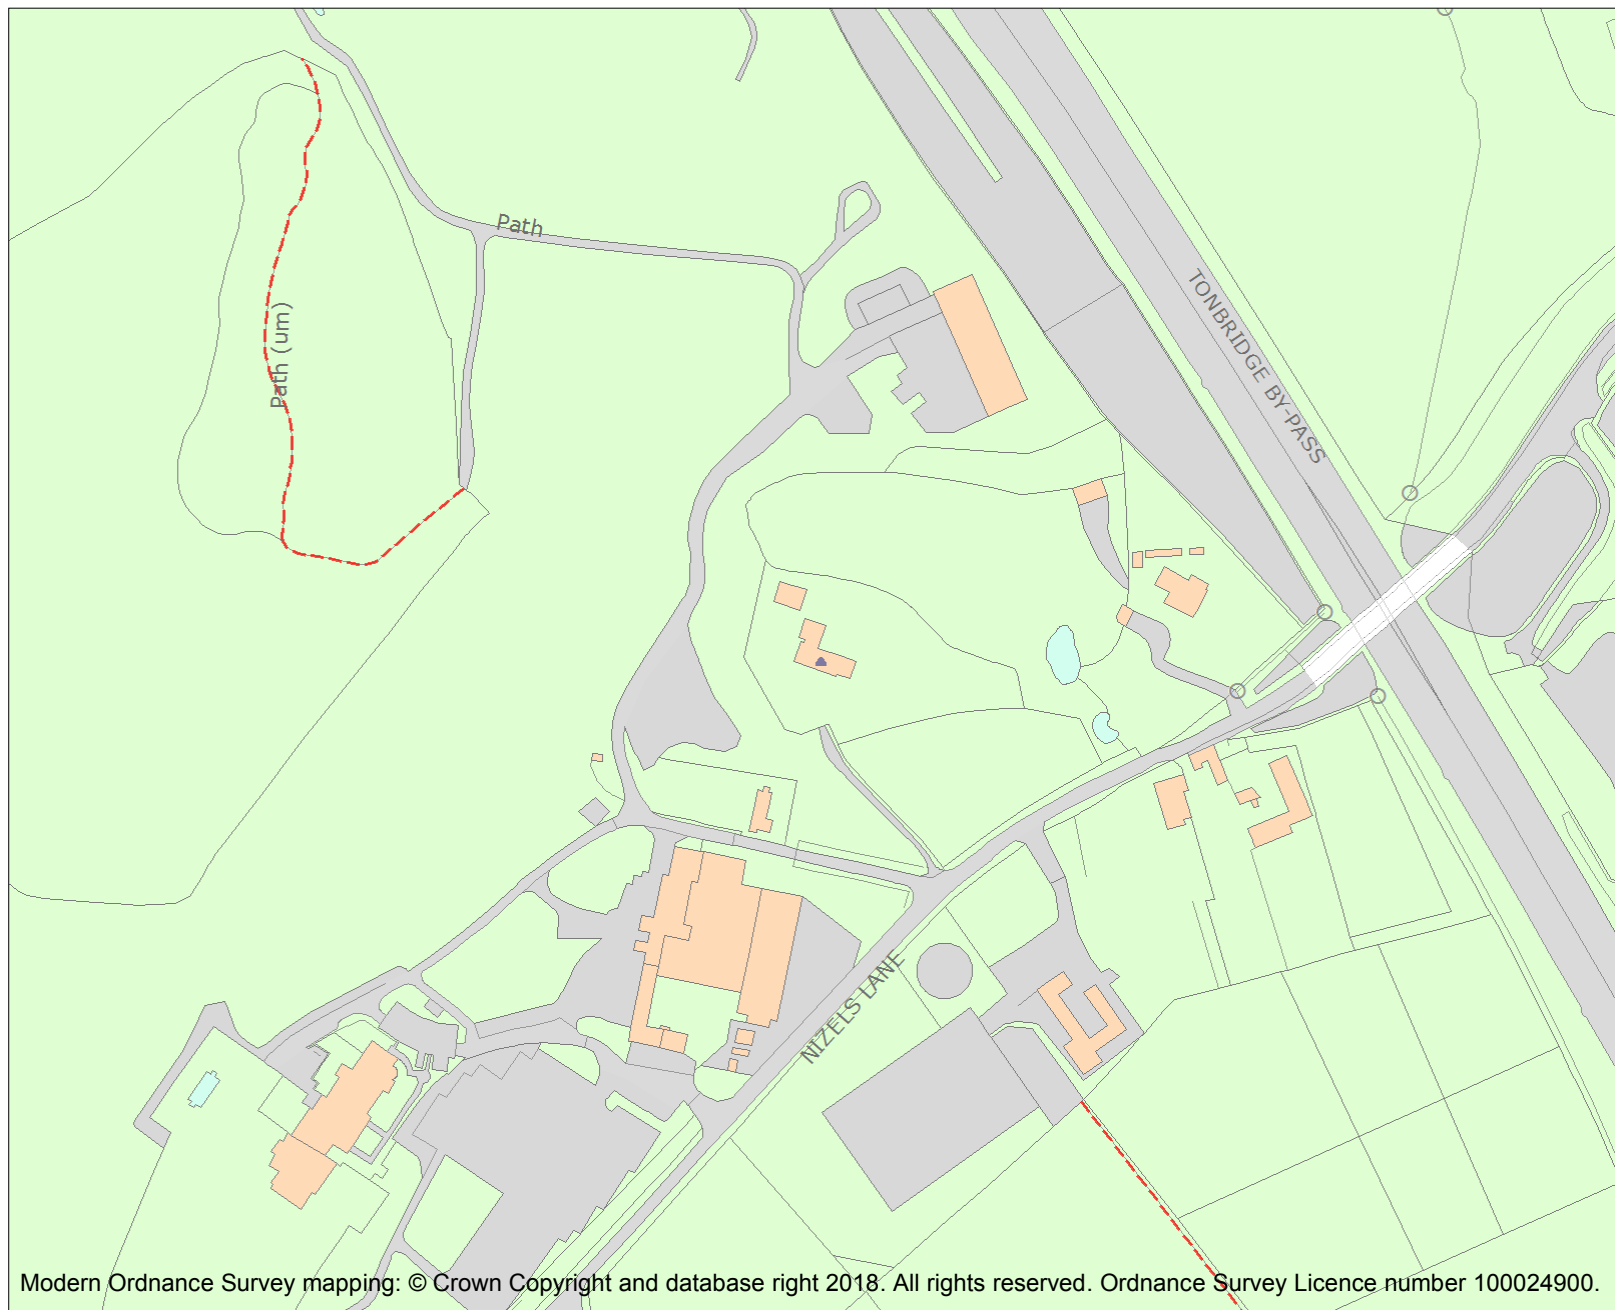 Path
TONBRIDGE BY-PASS
Path (um)
NIZELS LANE
Modern Ordnance Survey mapping: © Crown Copyright and database right 2018. All rights reserved. Ordnance Survey Licence number 100024900.